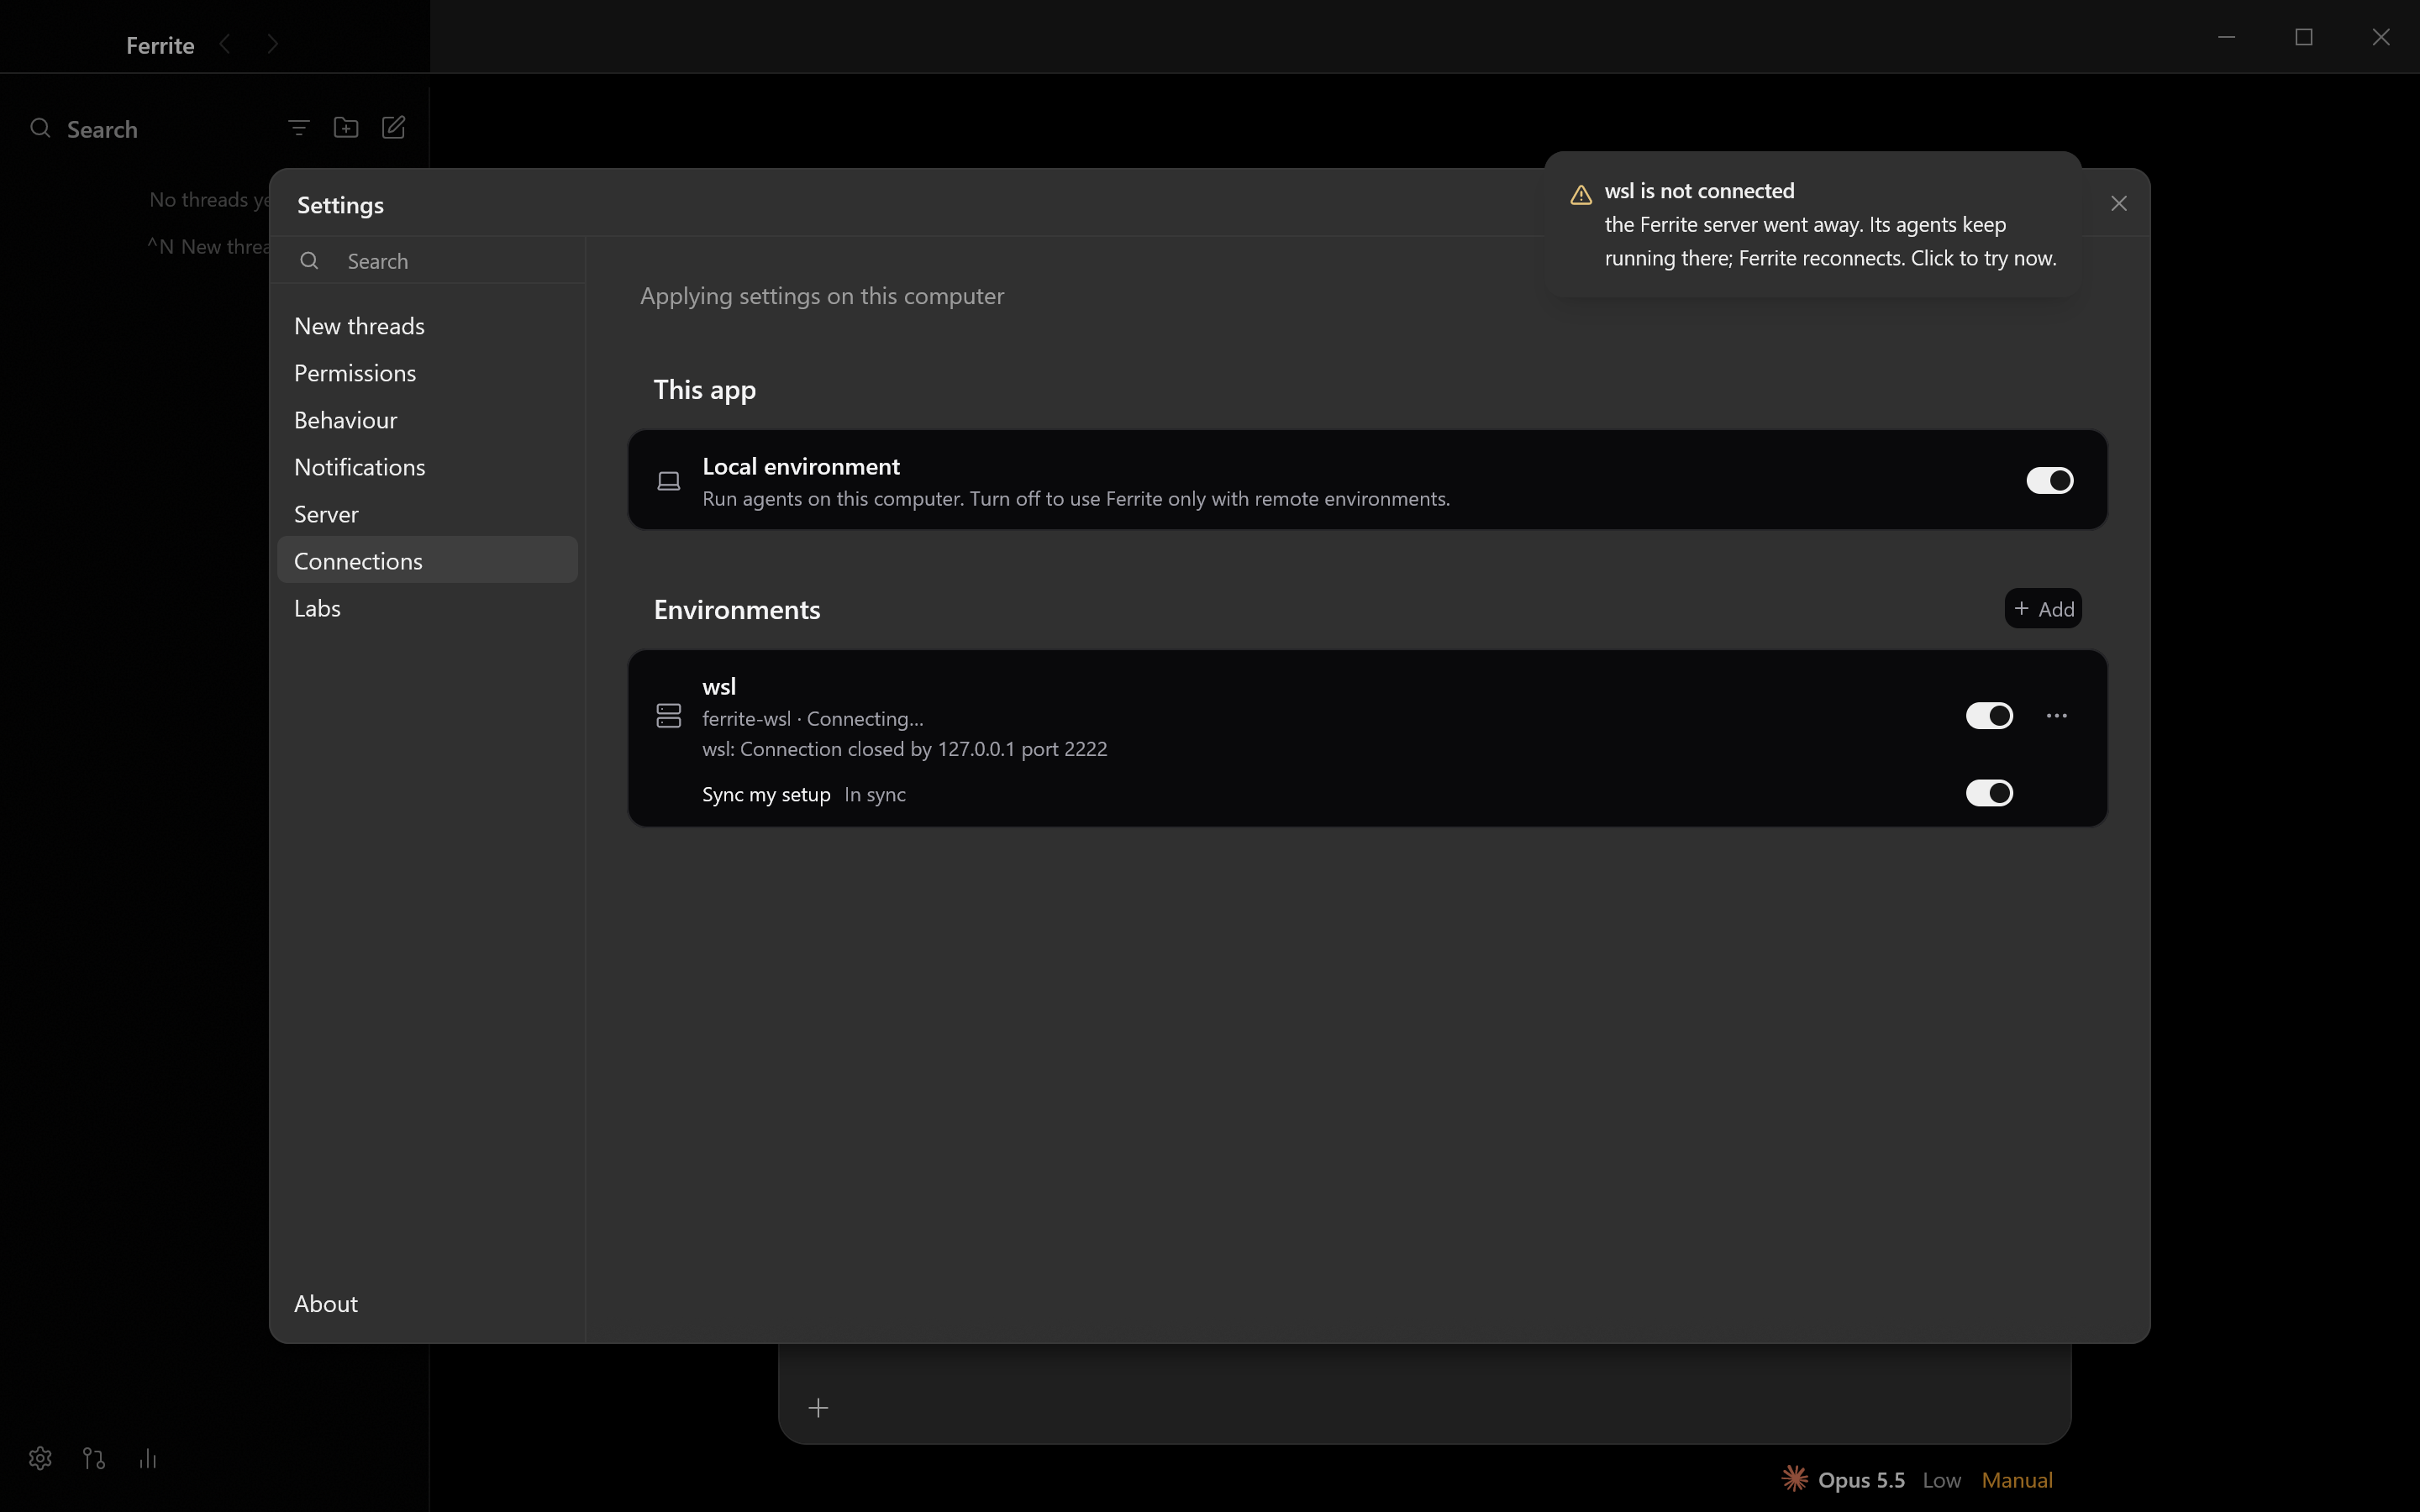 Ferrite
Search
No threads ye
^N New threa
Settings
Search
New threads
Permissions
Behaviour
Notifications
Server
Connections
Labs
About
wsl is not connected
the Ferrite server went away. Its agents keep
running there; Ferrite reconnects. Click to try now.
Applying settings on this computer
This app
Local environment
Run agents on this computer. Turn off to use Ferrite only with remote environments.
Environments
+ Add
wsl
ferrite-wsl · Connecting…
wsl: Connection closed by 127.0.0.1 port 2222
Sync my setup In sync
Opus 5.5 Low Manual